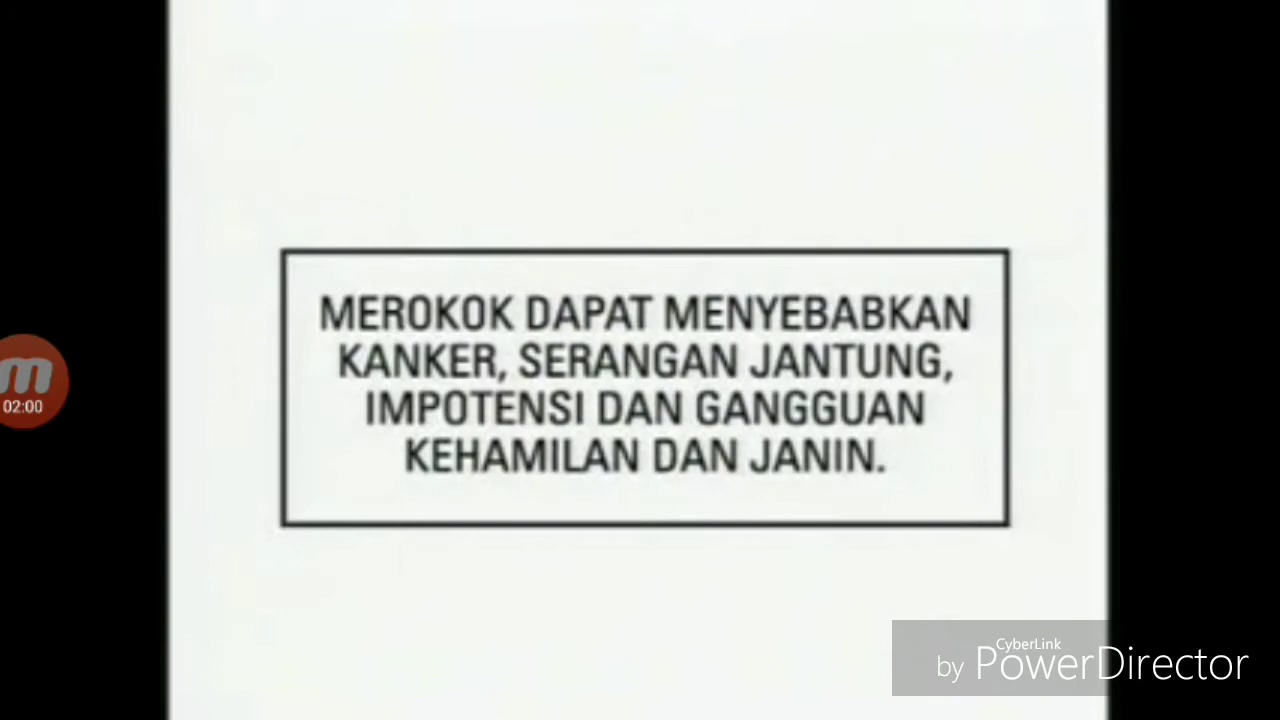 MEROKOK DAPAT MENYEBABKAN
KANKER, SERANGAN JANTUNG,
IMPOTENSI DAN GANGGUAN
KEHAMILAN DAN JANIN.
m
02:00
CyberLink
by PowerDirector